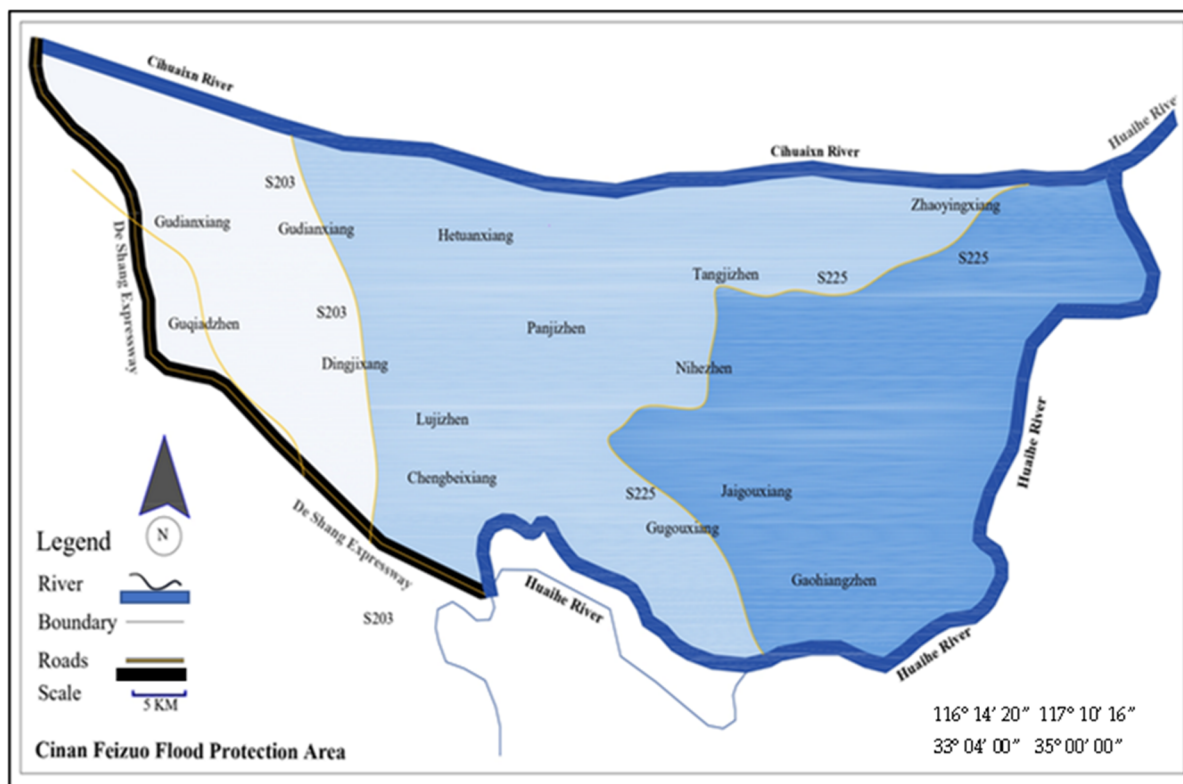 Cihuaixn River
Huaihe Rive
Cihuaixn River
S203
Zhaoyingxiang
Gudianxiang
Gudianxiang
Hetuanxiang
De Shang Expressway
S225
Tangjizhen
S225
S203
Guqiadzhen
Panjizhen
Dingjixang
Nihezhen
Lujizhen
Huaihe River
Chengbeixiang
S225
Jaigouxiang
Gugouxiang
De Shang Expressway
N
Legend
River
Boundary
Roads
Scale
5 KM
Gaohiangzhen
Huaihe River
S203
Huaihe River
116° 14′ 20″ 117° 10′ 16″
33° 04′ 00″ 35° 00′ 00″
Cinan Feizuo Flood Protection Area